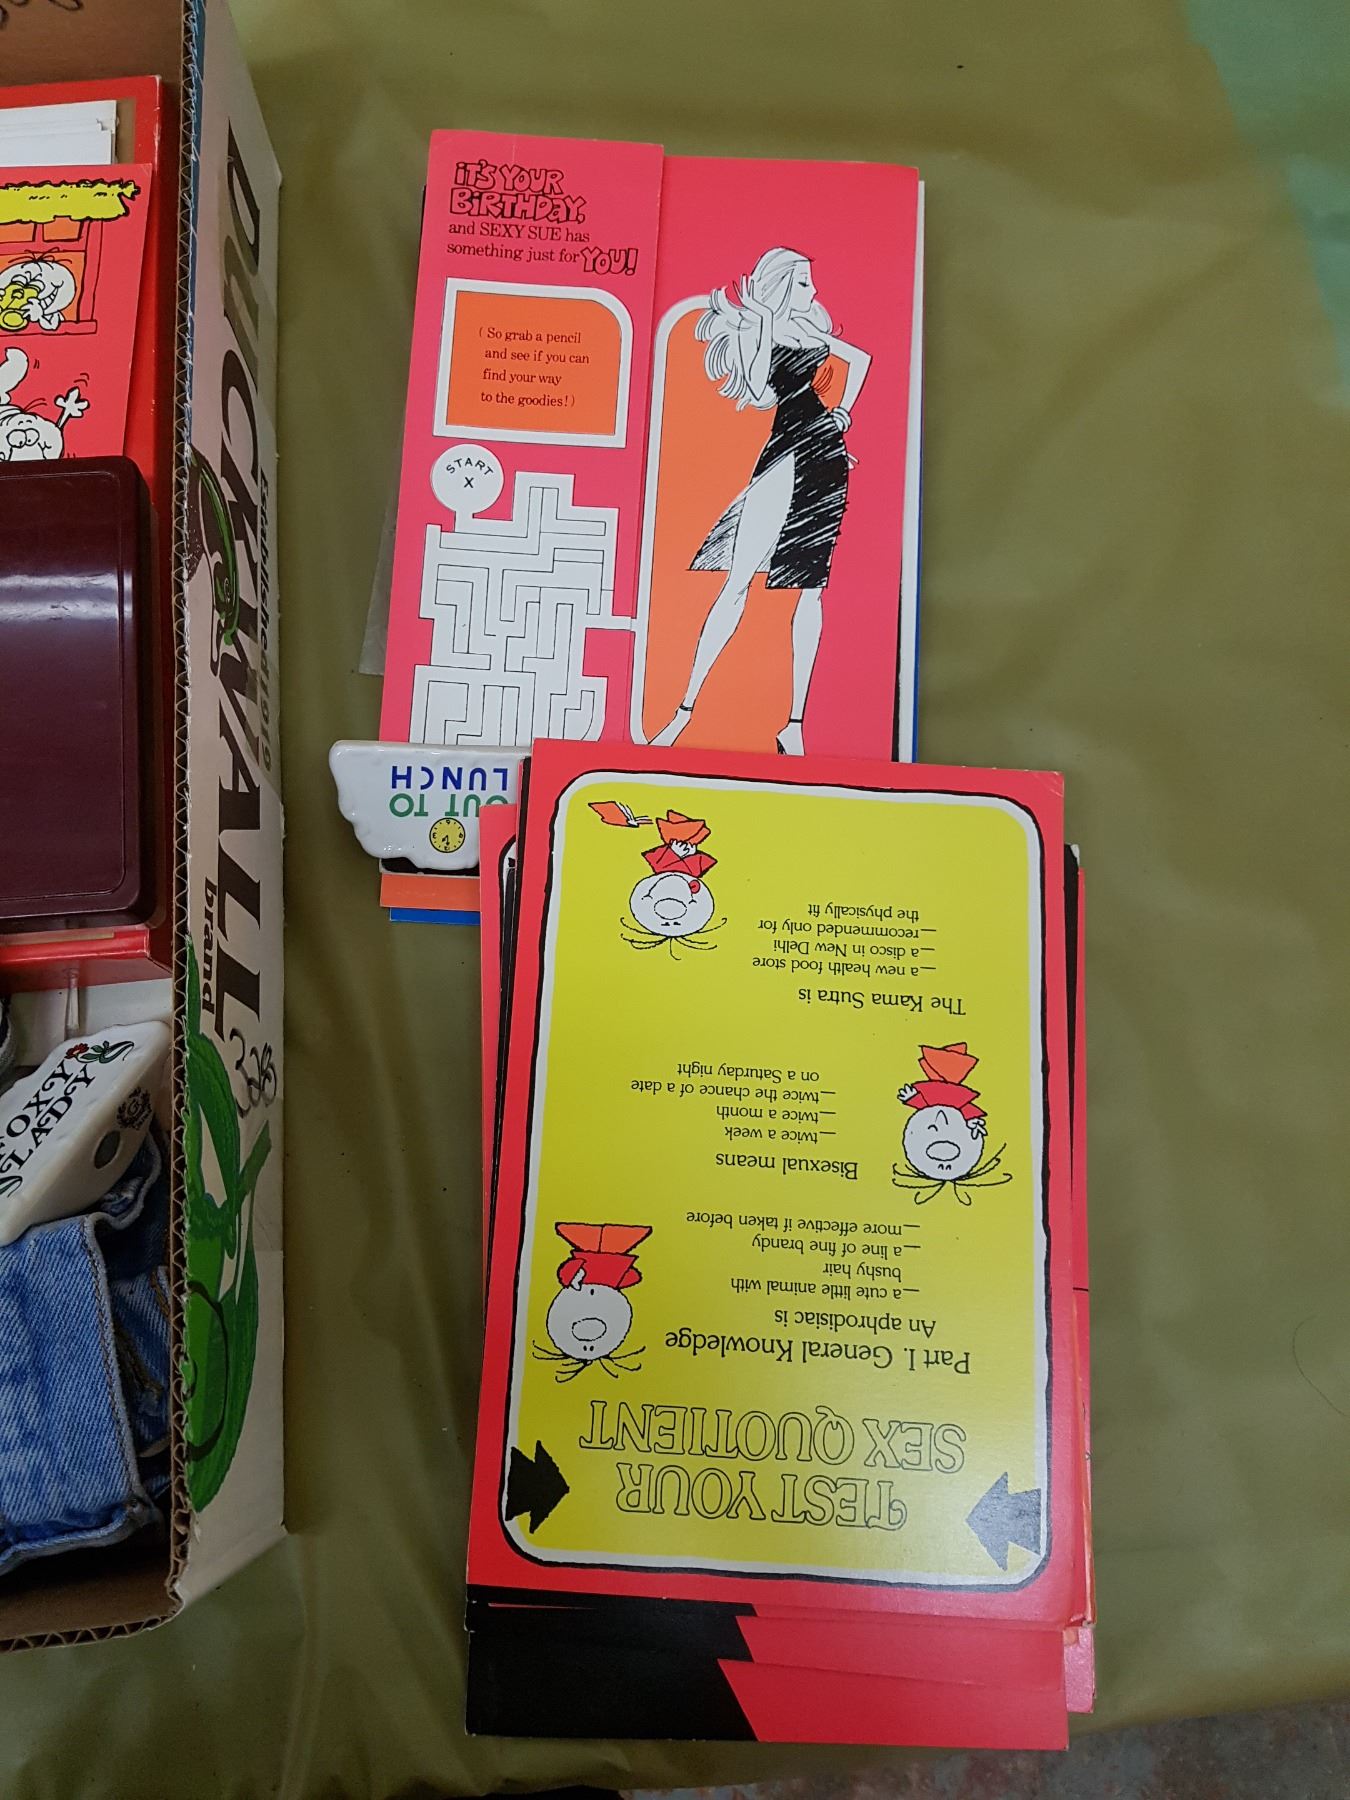 iT'S YOUR
BiRTHDAY,
and SEXY SUE has
something just for YOU!
( So grab a pencil
and see if you can
find your way
to the goodies! )
START
X
OUT TO
LUNCH
TEST YOUR
SEX QUOTIENT
Part I. General Knowledge
An aphrodisiac is
—a cute little animal with
bushy hair
—a line of fine brandy
—more effective if taken before
Bisexual means
—twice a week
—twice a month
—twice the chance of a date
on a Saturday night
The Kama Sutra is
—a new health food store
—a disco in New Delhi
—recommended only for
the physically fit
DUCKWALL
brand
Established 1919
FOXY
LADY